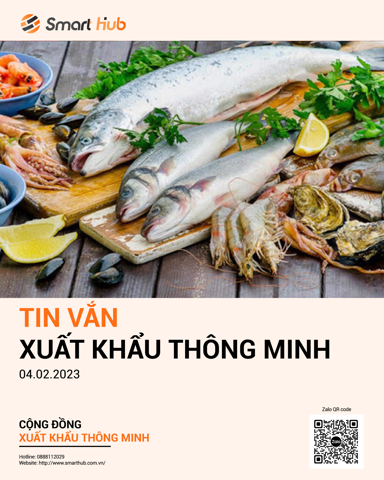 Smart Hub
TIN VẮN
XUẤT KHẨU THÔNG MINH
04.02.2023
Zalo QR code
CỘNG ĐỒNG
XUẤT KHẨU THÔNG MINH
Hotline: 0888112029
Website: http://www.smarthub.com.vn/
Zalo